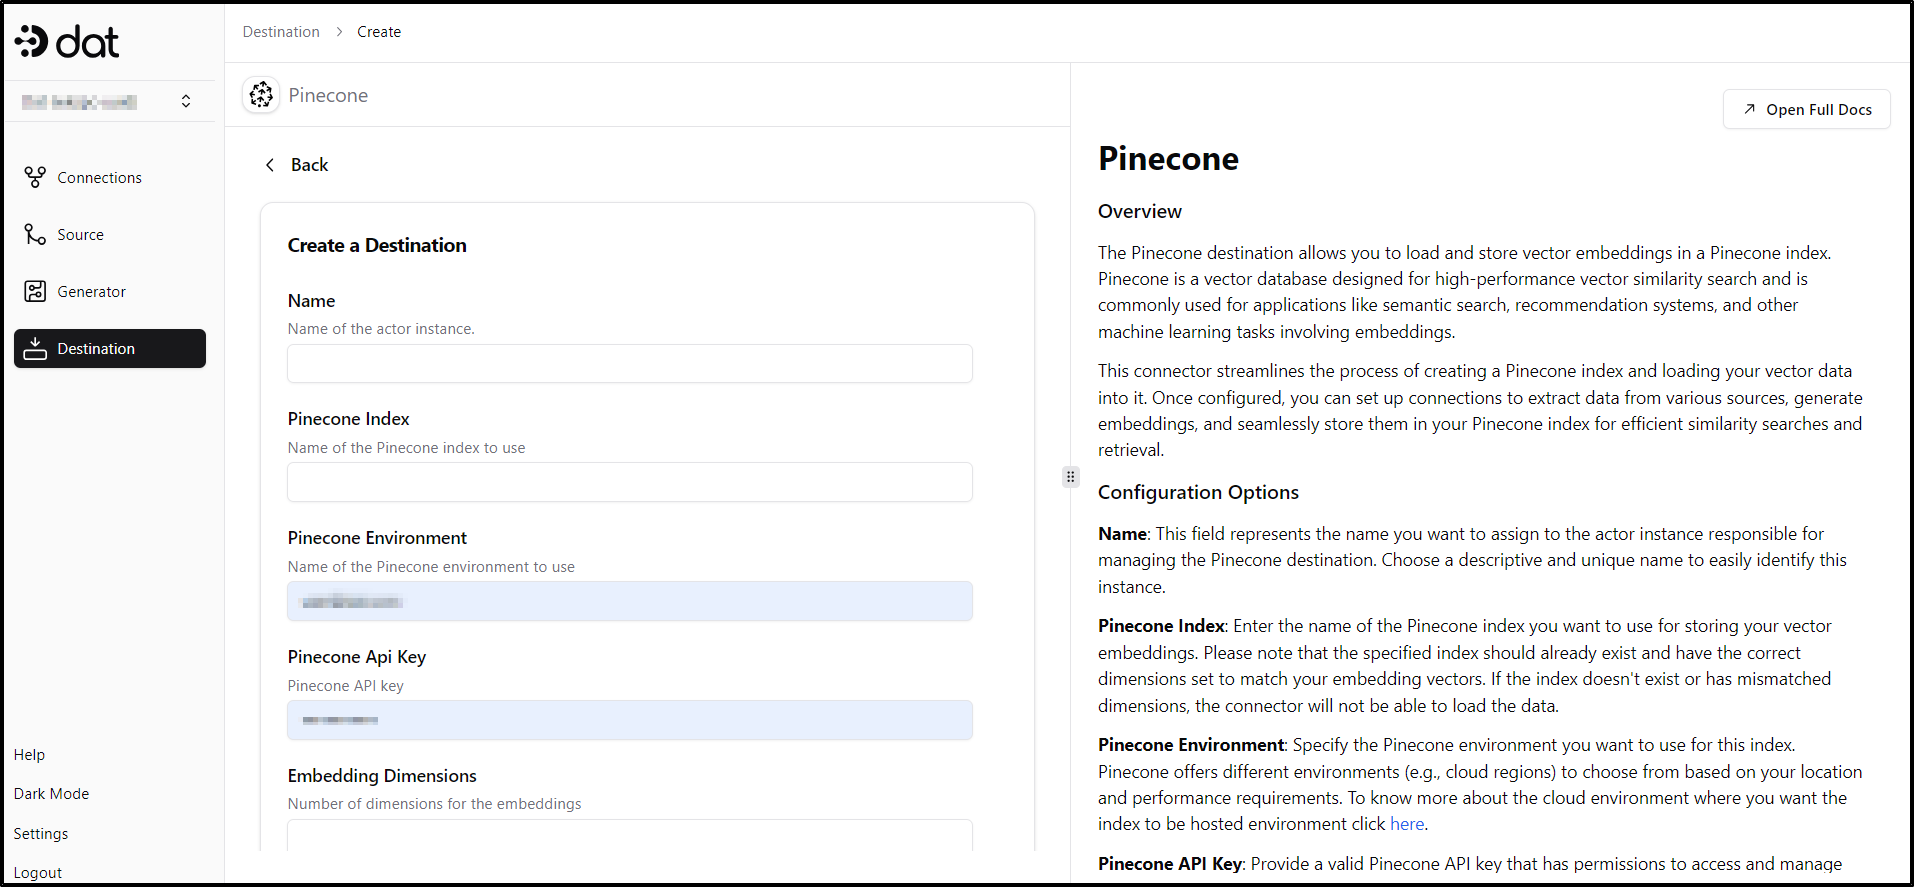 dat
Connections
Source
Generator
Destination
Help
Dark Mode
Settings
Logout
Destination > Create
Pinecone
Back
Create a Destination
Name
Name of the actor instance.
Pinecone Index
Name of the Pinecone index to use
Pinecone Environment
Name of the Pinecone environment to use
Pinecone Api Key
Pinecone API key
Embedding Dimensions
Number of dimensions for the embeddings
Open Full Docs
Pinecone
Overview
The Pinecone destination allows you to load and store vector embeddings in a Pinecone index.
Pinecone is a vector database designed for high-performance vector similarity search and is
commonly used for applications like semantic search, recommendation systems, and other
machine learning tasks involving embeddings.
This connector streamlines the process of creating a Pinecone index and loading your vector data
into it. Once configured, you can set up connections to extract data from various sources, generate
embeddings, and seamlessly store them in your Pinecone index for efficient similarity searches and
retrieval.
Configuration Options
Name: This field represents the name you want to assign to the actor instance responsible for
managing the Pinecone destination. Choose a descriptive and unique name to easily identify this
instance.
Pinecone Index: Enter the name of the Pinecone index you want to use for storing your vector
embeddings. Please note that the specified index should already exist and have the correct
dimensions set to match your embedding vectors. If the index doesn't exist or has mismatched
dimensions, the connector will not be able to load the data.
Pinecone Environment: Specify the Pinecone environment you want to use for this index.
Pinecone offers different environments (e.g., cloud regions) to choose from based on your location
and performance requirements. To know more about the cloud environment where you want the
index to be hosted environment click here.
Pinecone API Key: Provide a valid Pinecone API key that has permissions to access and manage